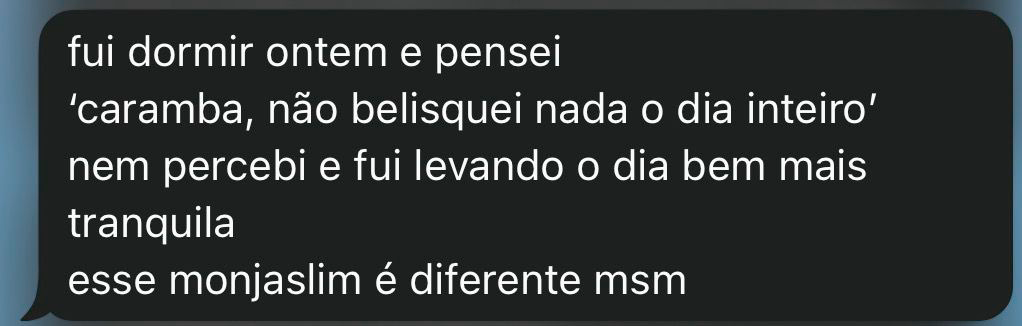 fui dormir ontem e pensei
‘caramba, não belisquei nada o dia inteiro’
nem percebi e fui levando o dia bem mais
tranquila
esse monjaslim é diferente msm